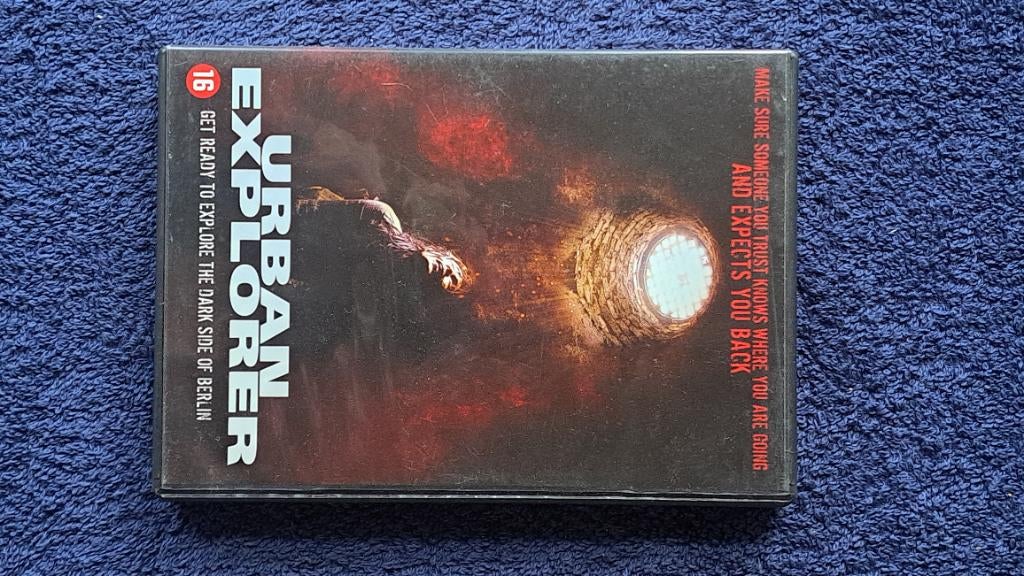 MAKE SURE SOMEONE YOU TRUST KNOWS WHERE YOU ARE GOING
AND EXPECTS YOU BACK
URBAN
EXPLORER
16 GET READY TO EXPLORE THE DARK SIDE OF BERLIN